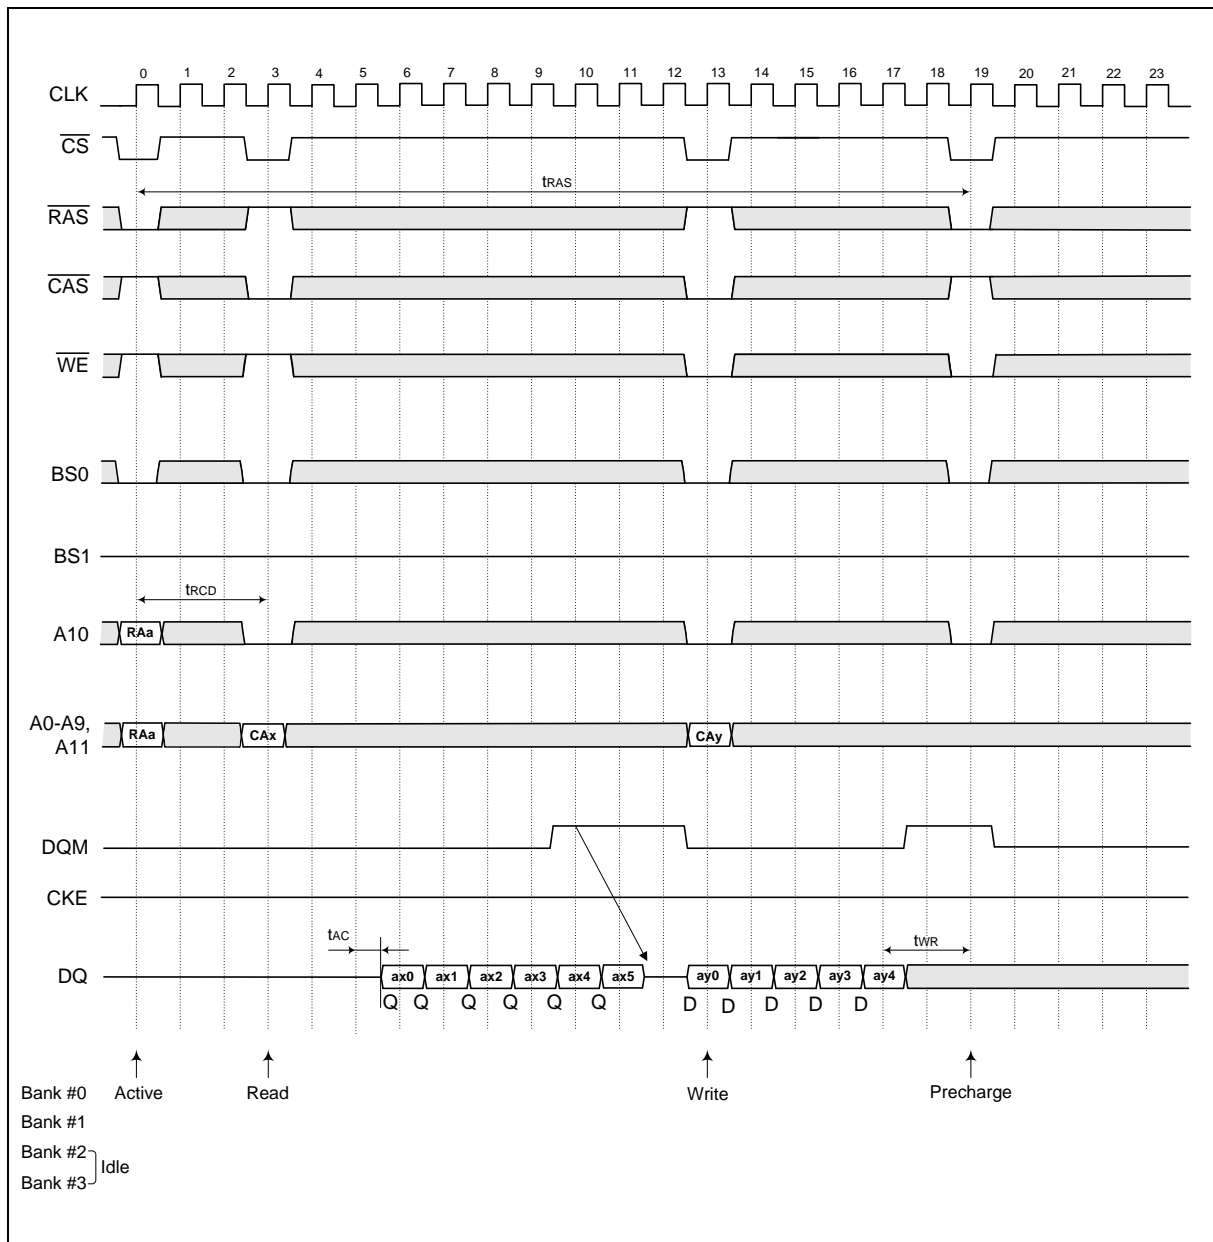 0 1 2 3 4 5 6 7 8 9 10 11 12 13 14 15 16 17 18 19 20 21 22 23
CLK
CS
tRAS
RAS
CAS
WE
BS0
BS1
tRCD
A10 RAa
A0-A9,
A11 RAa CAx CAy
DQM
CKE
tAC tWR
DQ ax0 ax1 ax2 ax3 ax4 ax5 ay0 ay1 ay2 ay3 ay4
Q Q Q Q Q Q D D D D D
Bank #0 Active Read Write Precharge
Bank #1
Bank #2
Idle
Bank #3